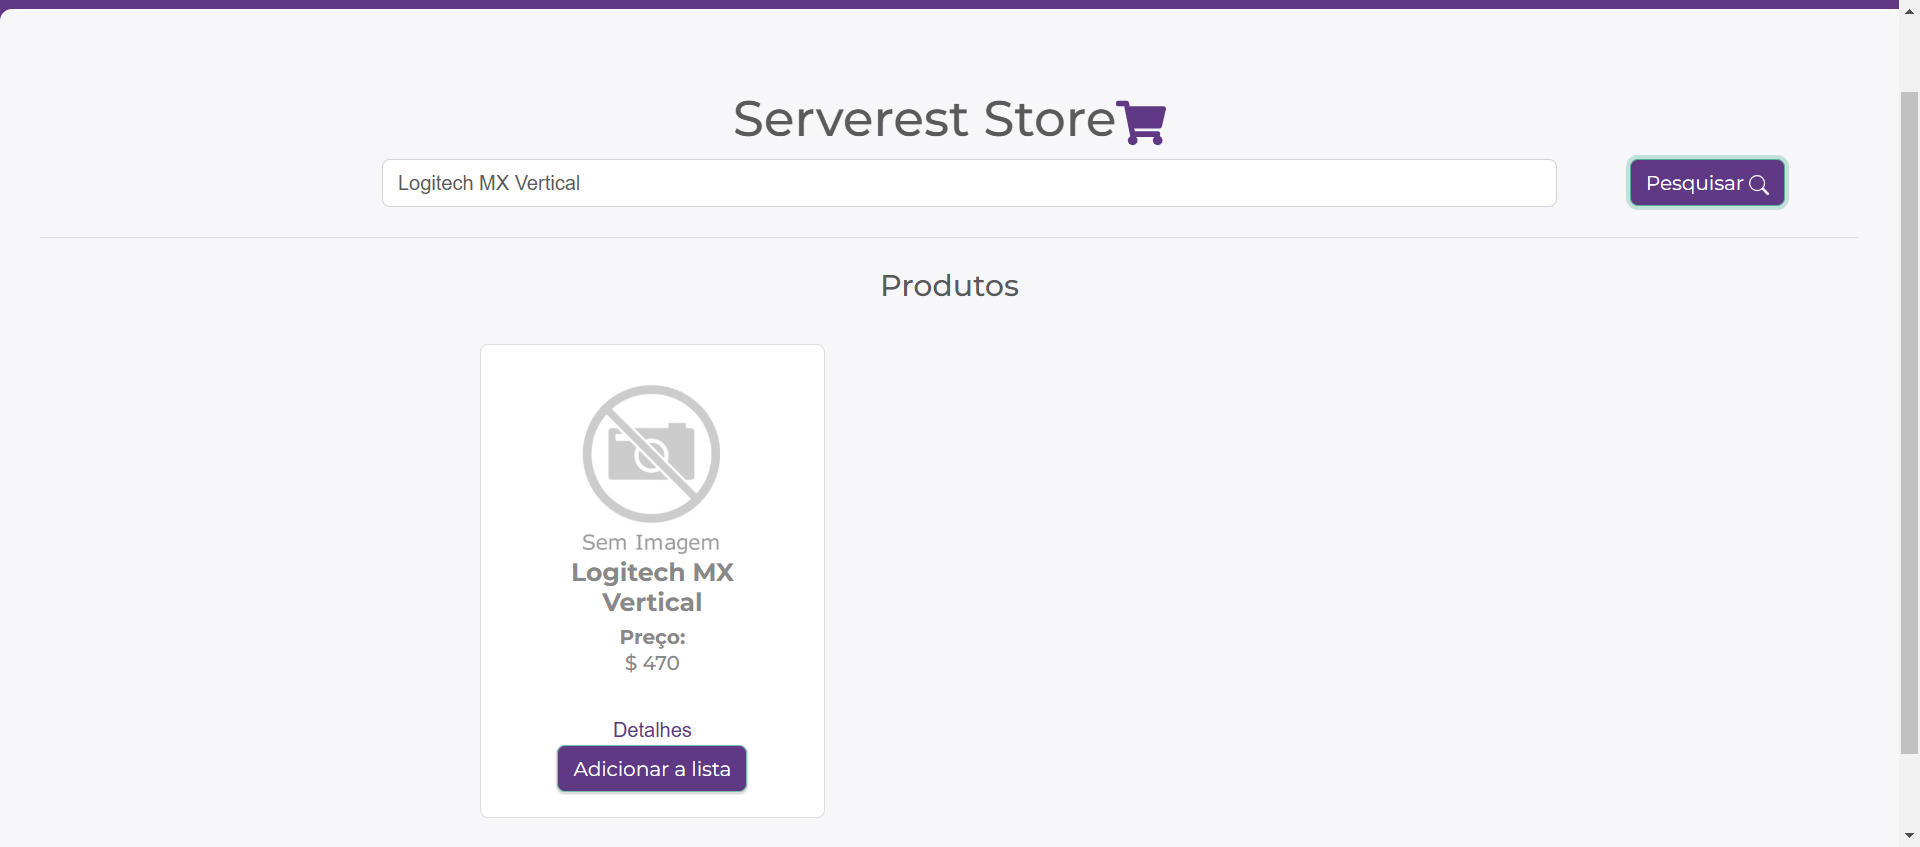 Serverest Store
Logitech MX Vertical
Pesquisar
Produtos
Sem Imagem
Logitech MX
Vertical
Preço:
$ 470
Detalhes
Adicionar a lista